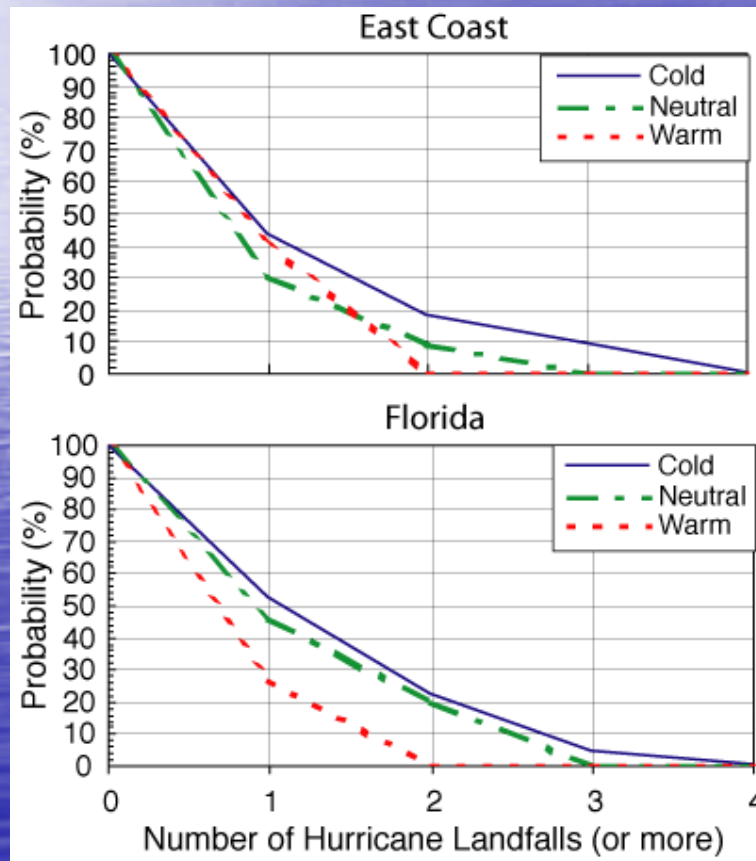 East Coast
Probability (%)
100
90
80
70
60
50
40
30
20
10
0
Cold
Neutral
Warm
Florida
Probability (%)
100
90
80
70
60
50
40
30
20
10
0
Cold
Neutral
Warm
0 1 2 3 4
Number of Hurricane Landfalls (or more)